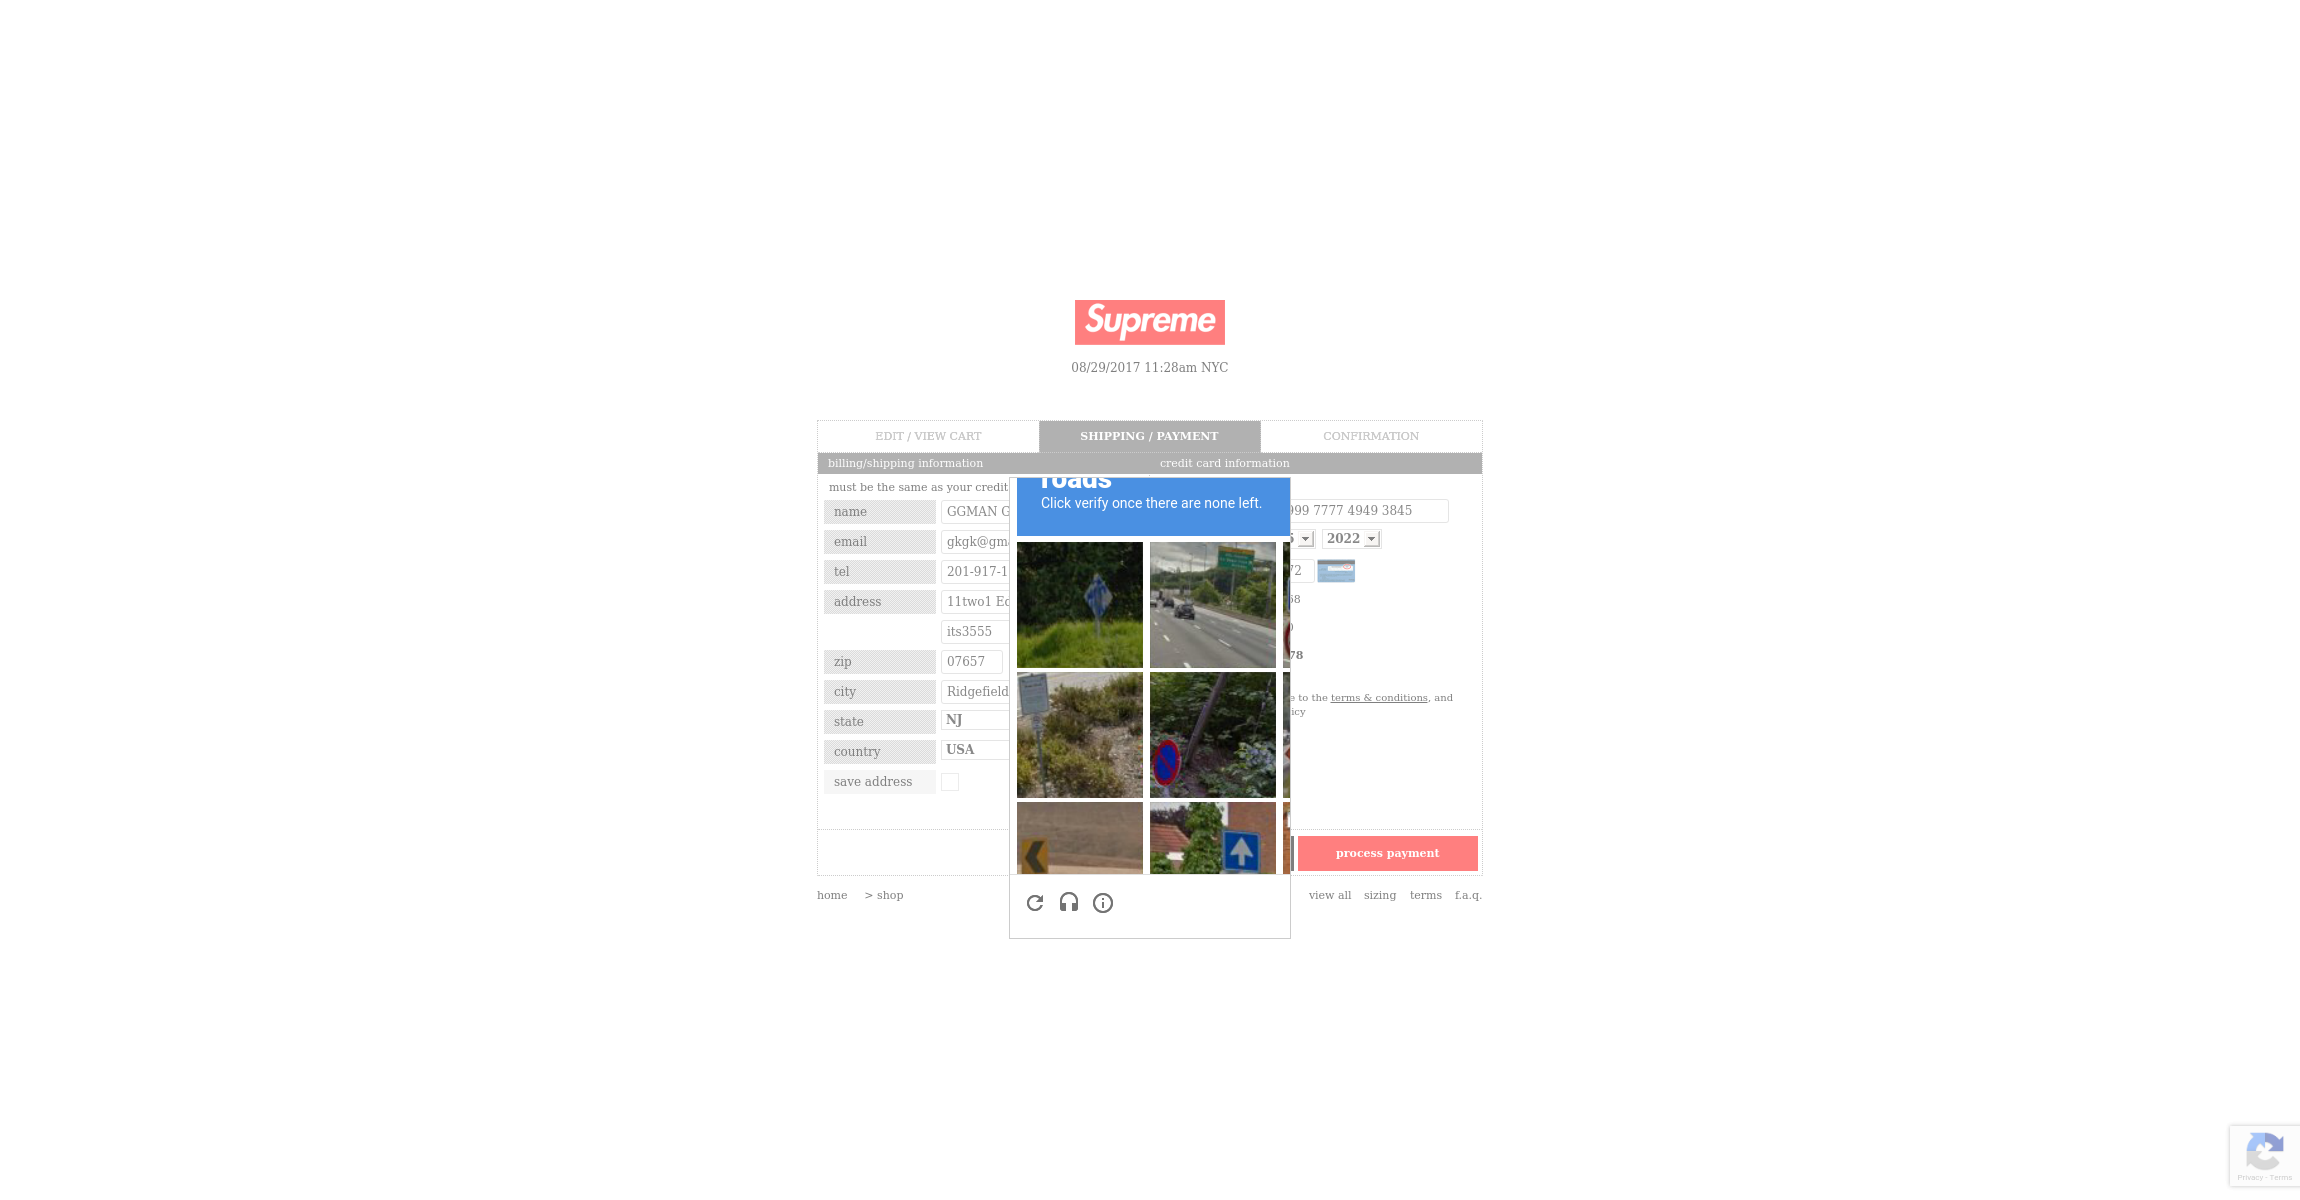 Supreme
08/29/2017 11:28am NYC
EDIT / VIEW CART
SHIPPING / PAYMENT
CONFIRMATION
billing/shipping information
credit card information
must be the same as your credit
roads
Click verify once there are none left.
name
GGMAN G
999 7777 4949 3845
email
gkgk@gm
2022
tel
201-917-1
72
address
11two1 Ed
68
its3555
zip
07657
78
city
Ridgefield
e to the terms & conditions, and
icy
state
NJ
country
USA
save address
process payment
home
> shop
view all
sizing
terms
f.a.q.
Privacy - Terms